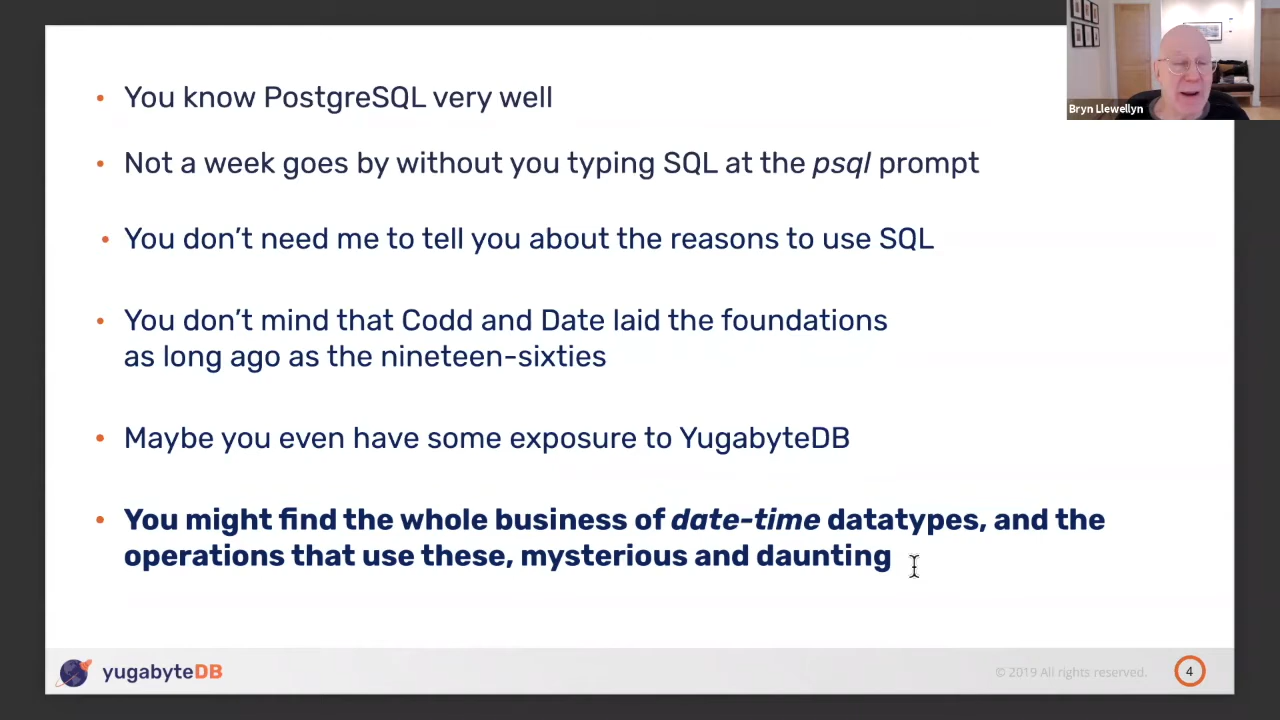 Bryn Llewellyn
• You know PostgreSQL very well
• Not a week goes by without you typing SQL at the psql prompt
• You don’t need me to tell you about the reasons to use SQL
• You don’t mind that Codd and Date laid the foundations
as long ago as the nineteen-sixties
• Maybe you even have some exposure to YugabyteDB
• You might find the whole business of date-time datatypes, and the
operations that use these, mysterious and daunting
yugabyteDB
© 2019 All rights reserved.
4